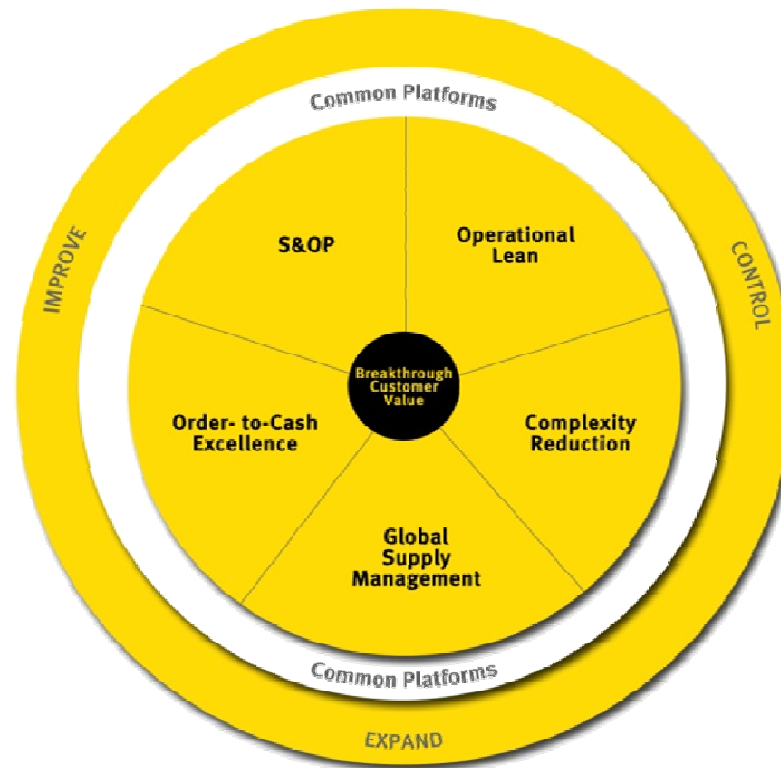 Common Platforms
S&OP
Operational
Lean
IMPROVE
CONTROL
Breakthrough
Customer
Value
Order- to-Cash
Excellence
Complexity
Reduction
Global
Supply
Management
Common Platforms
EXPAND